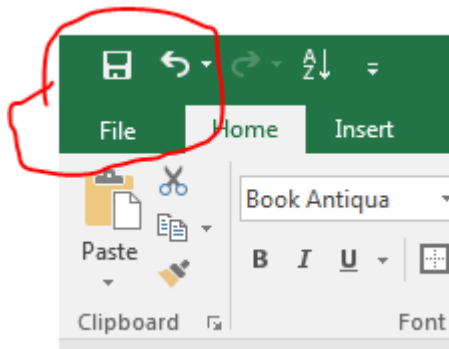 File Home Insert
Book Antiqua
Paste
B I U
Clipboard Font